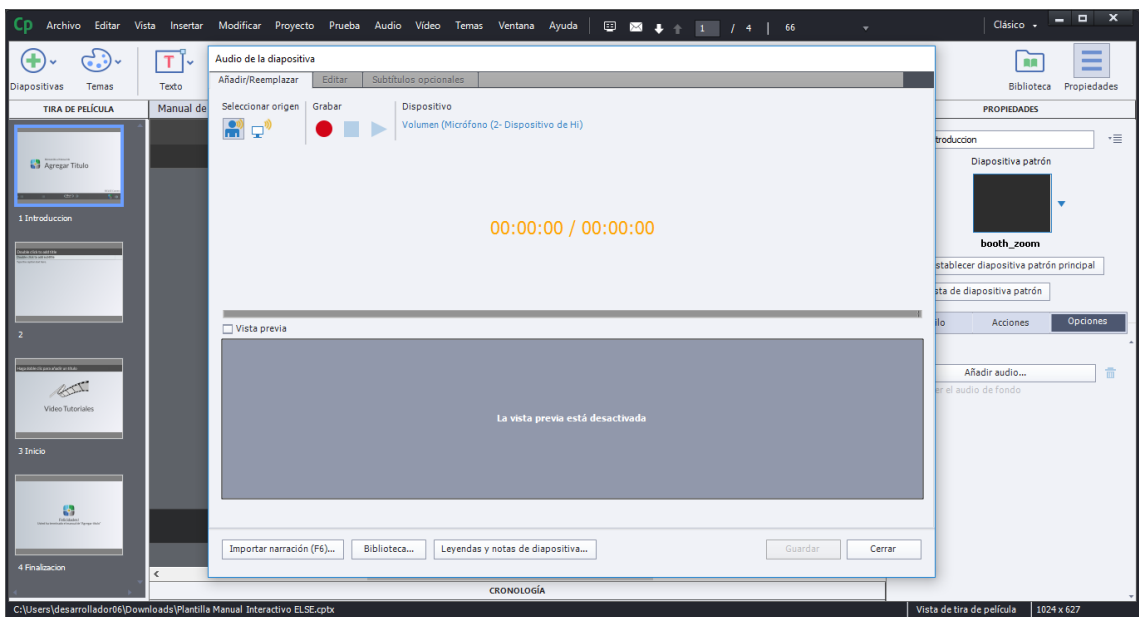 Cp Archivo Editar Vista Insertar Modificar Proyecto Prueba Audio Vídeo Temas Ventana Ayuda 1 / 4 66 Clásico
Diapositivas Temas Texto Biblioteca Propiedades
TIRA DE PELÍCULA
Manual de
PROPIEDADES
Agregar Titulo
1 Introduccion
2
Video Tutoriales
3 Inicio
4 Finalizacion
Audio de la diapositiva
Añadir/Reemplazar Editar Subtítulos opcionales
Seleccionar origen Grabar Dispositivo
Volumen (Micrófono (2- Dispositivo de Hi)
00:00:00 / 00:00:00
Vista previa
La vista previa está desactivada
Importar narración (F6)... Biblioteca... Leyendas y notas de diapositiva... Guardar Cerrar
troduccion
Diapositiva patrón
booth_zoom
stablecer diapositiva patrón principal
sta de diapositiva patrón
ilo Acciones Opciones
Añadir audio...
er el audio de fondo
CRONOLOGÍA
C:\Users\desarrollador06\Downloads\Plantilla Manual Interactivo ELSE.cptx Vista de tira de película 1024 x 627